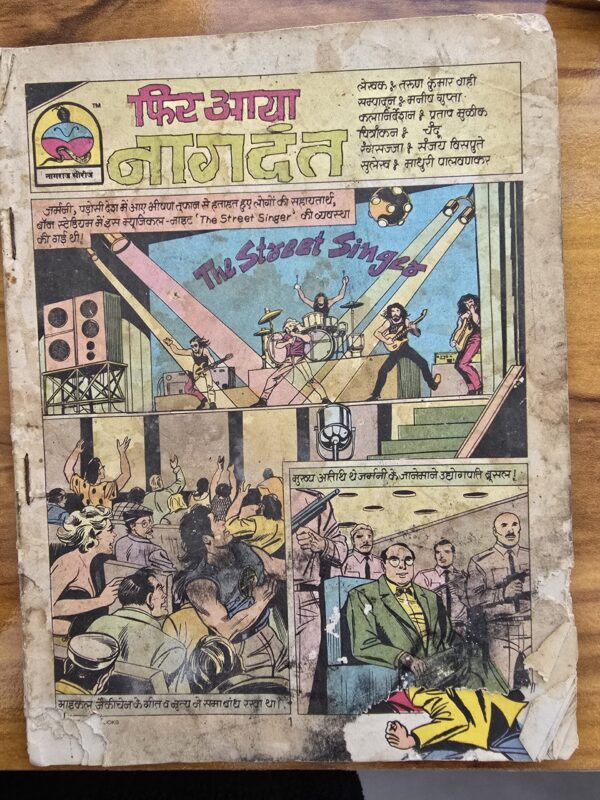 TM
नागराज सीरीज
फिर आया
नागदंत
लेखक : तरुण कुमार वाही
सम्पादन : मनीष गुप्ता
कलानिर्देशन : प्रताप मुळीक
चित्रांकन : चंदू
रंगसज्जा : संजय विसपुते
सुलेख : माधुरी पालवणकर
जर्मनी, पड़ोसी देश में आए भीषण तूफान से हताहत हुए लोगों की सहायतार्थ,
बॉन स्टेडियम में इस म्यूजिकल-नाइट 'The Street Singer' की व्यवस्था
की गई थी!
The Street Singer
मुख्य अतिथि थे जर्मनी के जानेमाने उद्योगपति ब्रूसल!
माइकल जैकीचेन के गीत व नृत्य ने समा बांध रखा था!
1